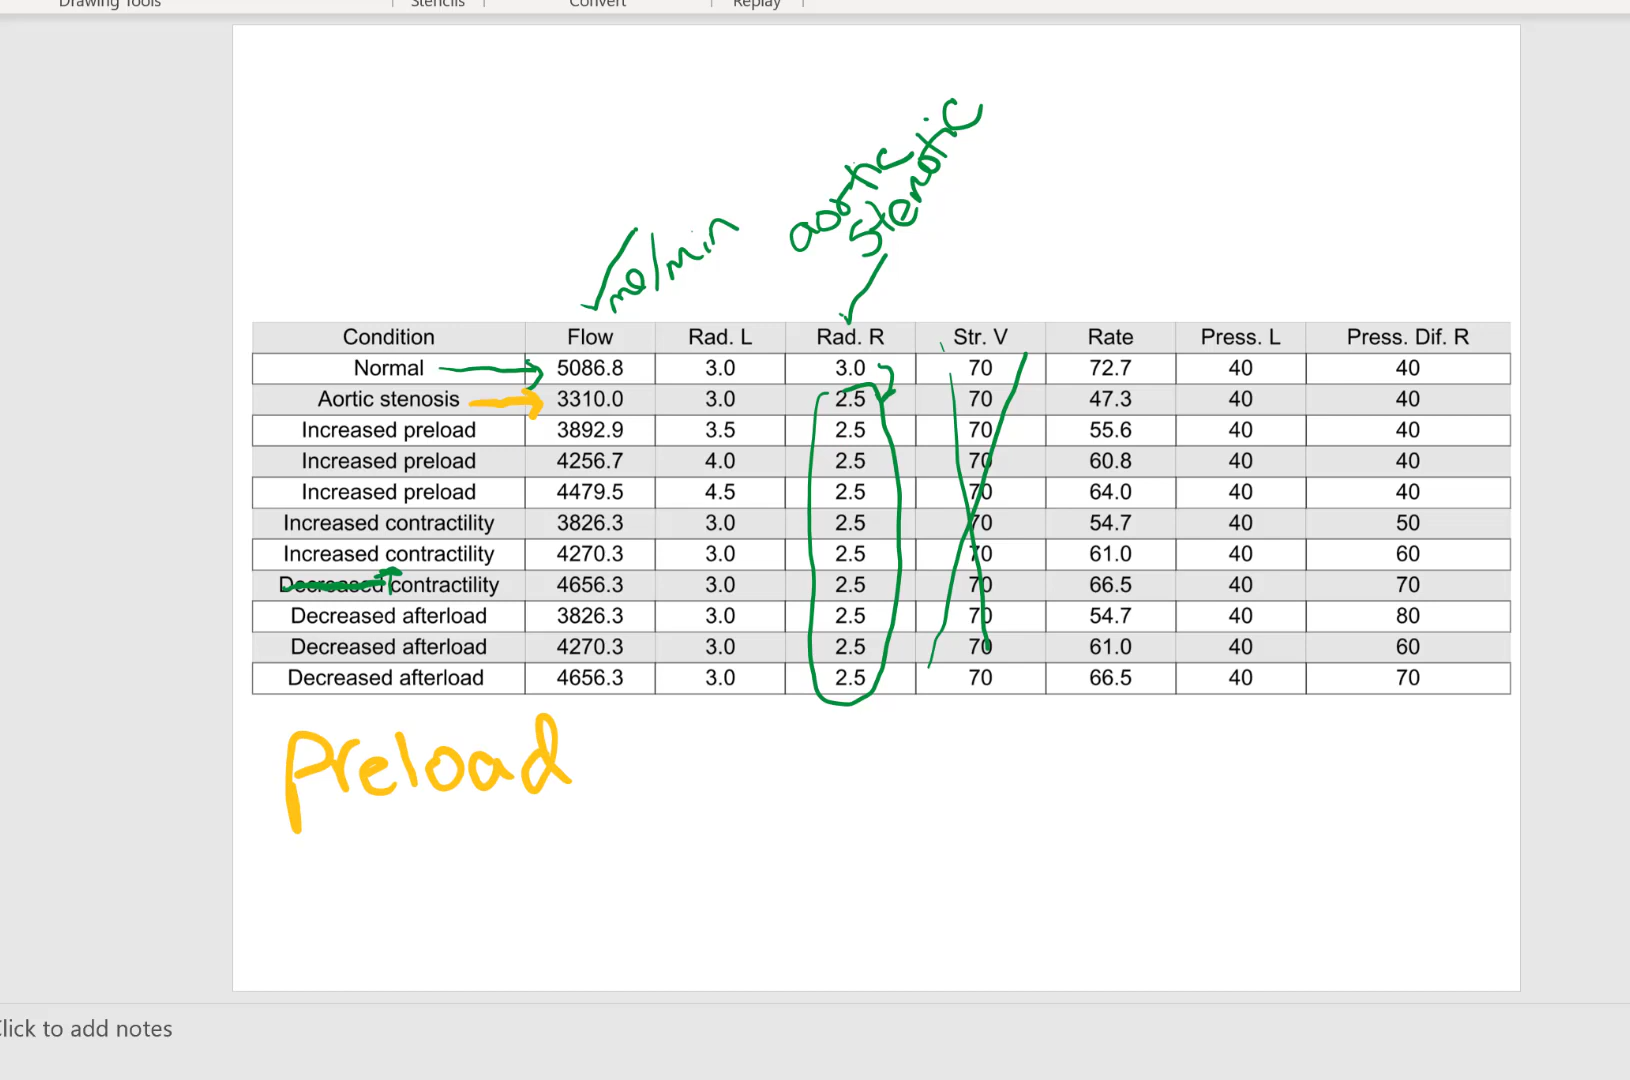 Drawing Tools Stencils Convert Replay
aortic
stenotic
ml/min
Condition Flow Rad. L Rad. R Str. V Rate Press. L Press. Dif. R
Normal 5086.8 3.0 3.0 70 72.7 40 40
Aortic stenosis 3310.0 3.0 2.5 70 47.3 40 40
Increased preload 3892.9 3.5 2.5 70 55.6 40 40
Increased preload 4256.7 4.0 2.5 70 60.8 40 40
Increased preload 4479.5 4.5 2.5 70 64.0 40 40
Increased contractility 3826.3 3.0 2.5 70 54.7 40 50
Increased contractility 4270.3 3.0 2.5 70 61.0 40 60
Decreased contractility 4656.3 3.0 2.5 70 66.5 40 70
Decreased afterload 3826.3 3.0 2.5 70 54.7 40 80
Decreased afterload 4270.3 3.0 2.5 70 61.0 40 60
Decreased afterload 4656.3 3.0 2.5 70 66.5 40 70
Preload
lick to add notes